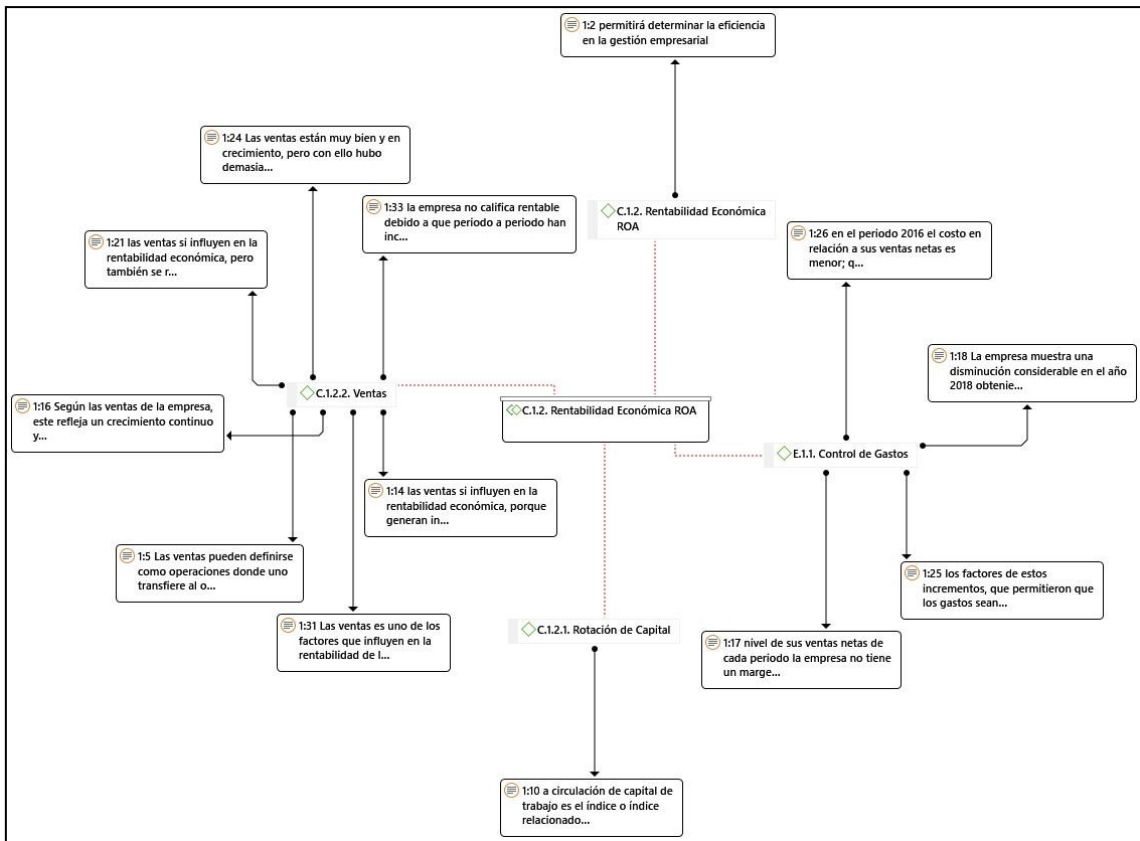 1:2 permitirá determinar la eficiencia
en la gestión empresarial
1:24 Las ventas están muy bien y en
crecimiento, pero con ello hubo
demasia...
1:33 la empresa no califica rentable
debido a que periodo a periodo han
inc...
C.1.2. Rentabilidad Económica
ROA
1:21 las ventas si influyen en la
rentabilidad económica, pero
también se r...
1:26 en el periodo 2016 el costo en
relación a sus ventas netas es
menor; q...
1:18 La empresa muestra una
disminución considerable en el año
2018 obtenie...
C.1.2.2. Ventas
1:16 Según las ventas de la empresa,
este refleja un crecimiento continuo
y...
C.1.2. Rentabilidad Económica ROA
E.1.1. Control de Gastos
1:14 las ventas si influyen en la
rentabilidad económica, porque
generan in...
1:5 Las ventas pueden definirse
como operaciones donde uno
transfiere al o...
1:25 los factores de estos
incrementos, que permitieron que
los gastos sean...
1:31 Las ventas es uno de los
factores que influyen en la
rentabilidad de l...
C.1.2.1. Rotación de Capital
1:17 nivel de sus ventas netas de
cada periodo la empresa no tiene
un marge...
1:10 a circulación de capital de
trabajo es el índice o índice
relacionado...